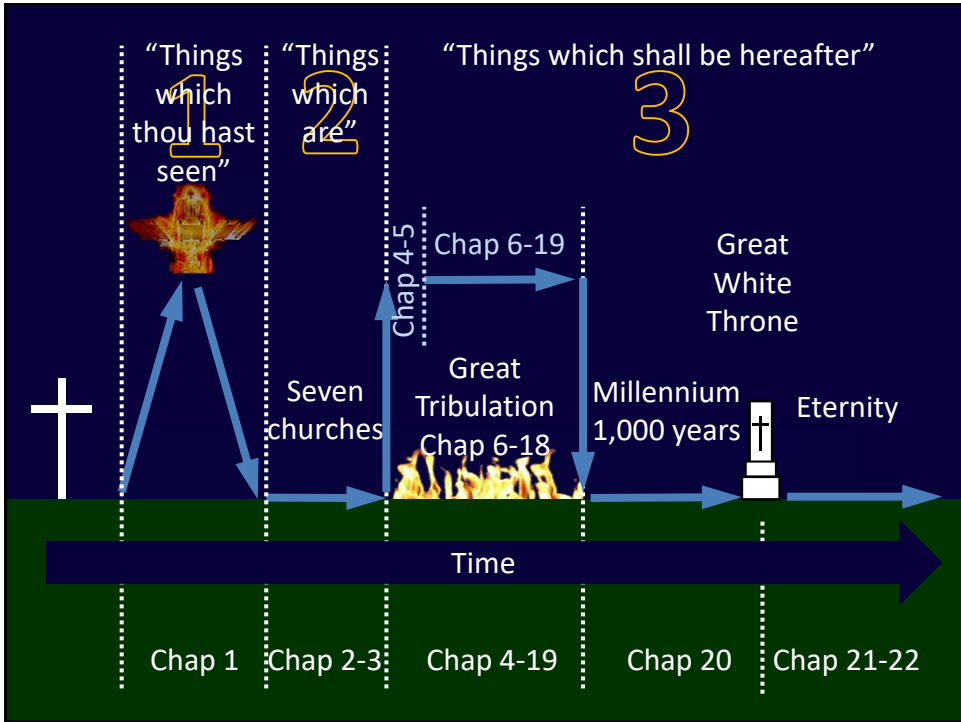 “Things
which
thou hast
seen”
1
“Things
which
are”
2
“Things which shall be hereafter”
3
Chap 4-5
Chap 6-19
Great
White
Throne
Seven
churches
Great
Tribulation
Chap 6-18
Millennium
1,000 years
Eternity
Time
Chap 1
Chap 2-3
Chap 4-19
Chap 20
Chap 21-22